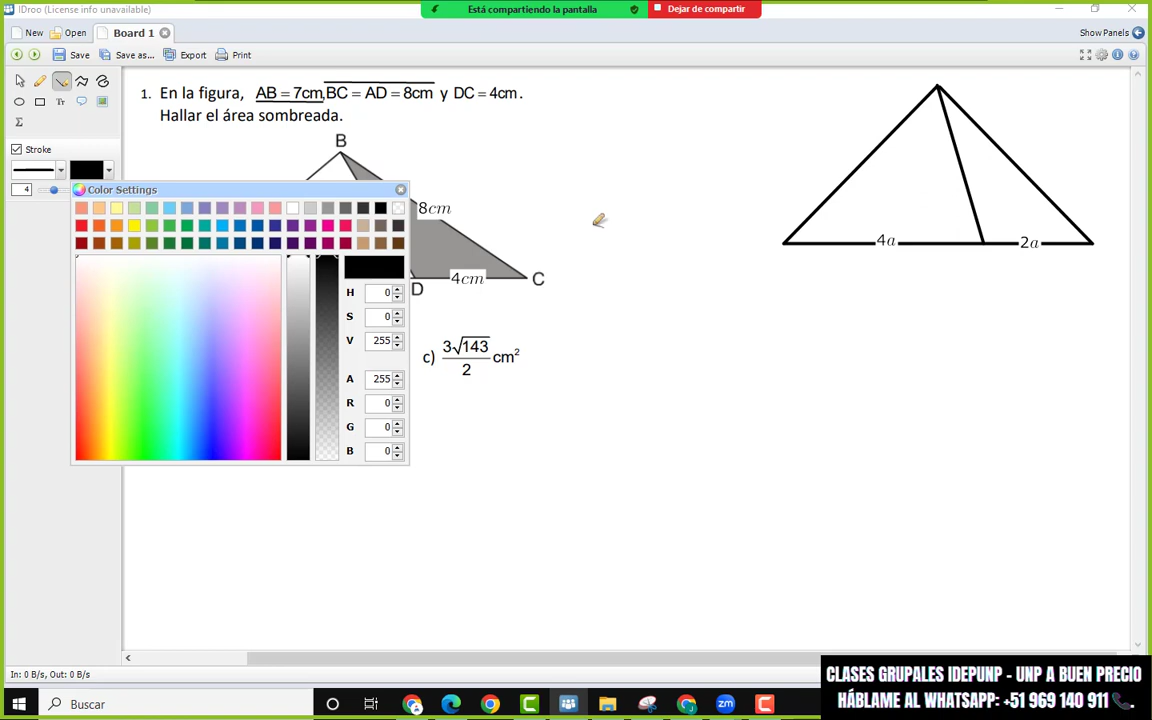 IDroo (License info unavailable)
Está compartiendo la pantalla
Dejar de compartir
New Open Board 1 Show Panels
Save Save as... Export Print
Tr
Σ
Stroke
4
1. En la figura, AB = 7cm, BC = AD = 8cm y DC = 4cm.
Hallar el área sombreada.
B
Color Settings
8cm
4a 2a
4cm C
D
H 0
S 0
V 255
A 255
R 0
G 0
B 0
c) 3√143/2 cm²
In: 0 B/s, Out: 0 B/s
CLASES GRUPALES IDEPUNP - UNP A BUEN PRECIO
HÁBLAME AL WHATSAPP: +51 969 140 911
Buscar